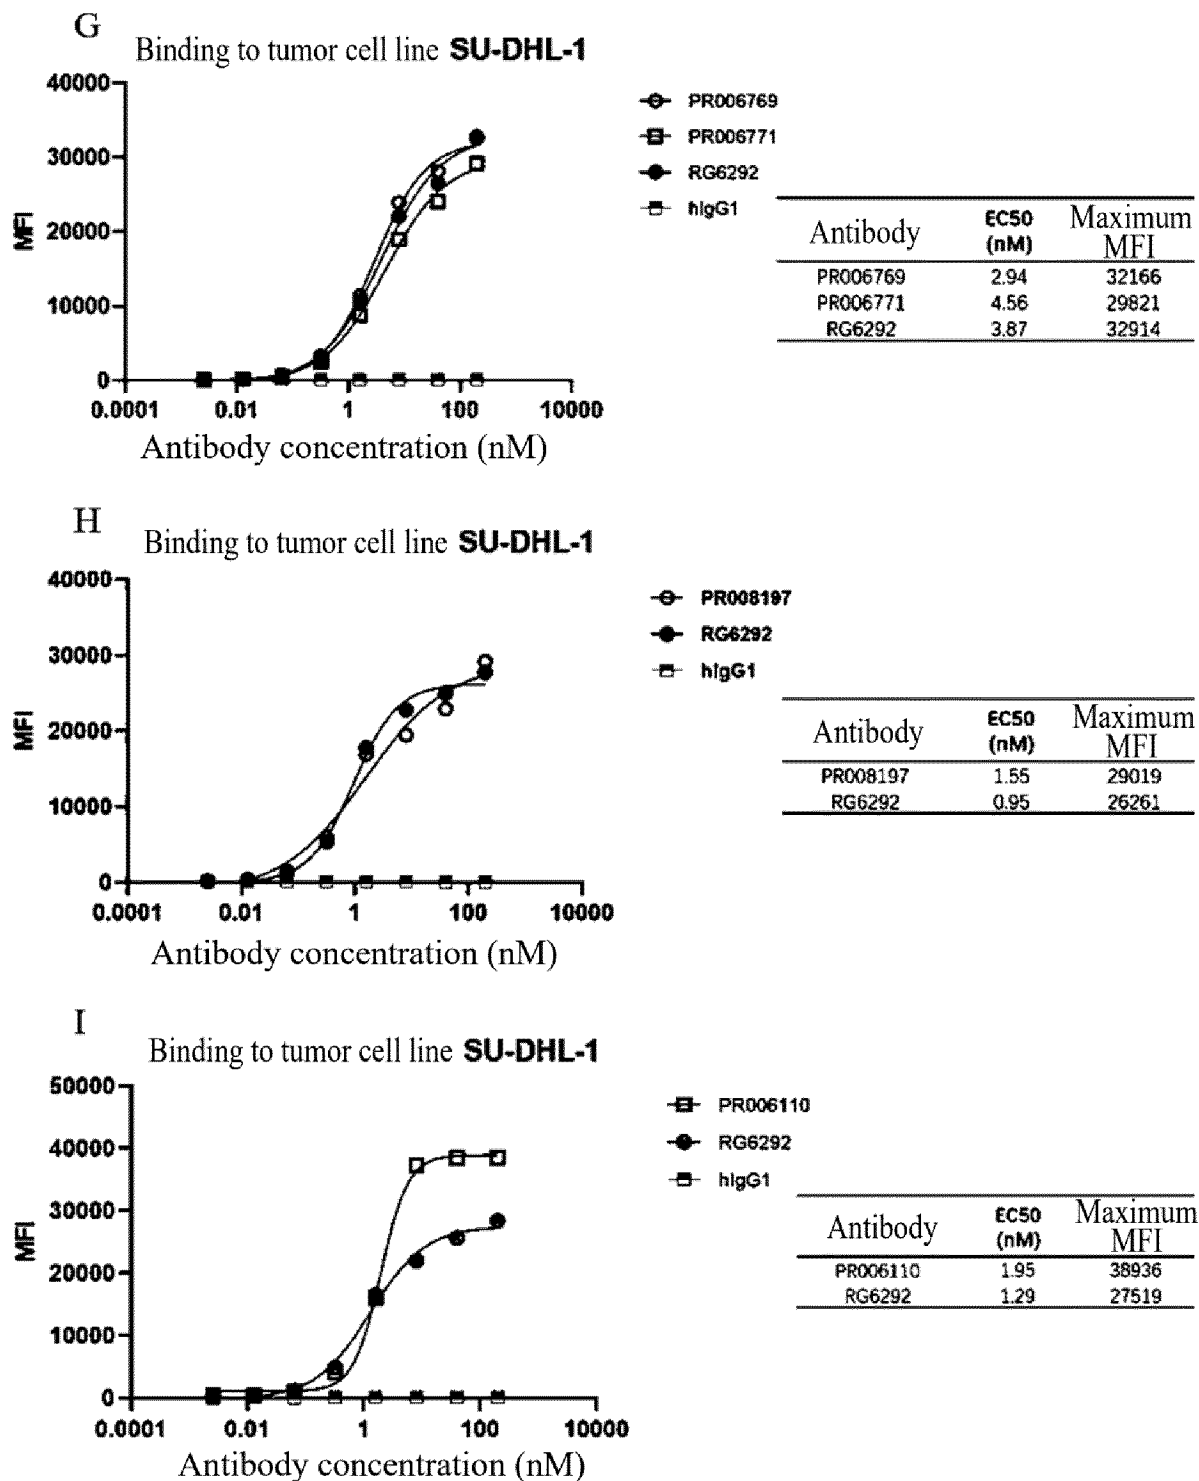 G
Binding to tumor cell line SU-DHL-1
40000
30000
20000
10000
0
MFI
0.0001 0.01 1 100 10000
Antibody concentration (nM)
PR006769
PR006771
RG6292
hIgG1
Antibody EC50 (nM) Maximum MFI
PR006769 2.94 32166
PR006771 4.56 29821
RG6292 3.87 32914
H
Binding to tumor cell line SU-DHL-1
40000
30000
20000
10000
0
MFI
0.0001 0.01 1 100 10000
Antibody concentration (nM)
PR008197
RG6292
hIgG1
Antibody EC50 (nM) Maximum MFI
PR008197 1.55 29019
RG6292 0.95 26261
I
Binding to tumor cell line SU-DHL-1
50000
40000
30000
20000
10000
0
MFI
0.0001 0.01 1 100 10000
Antibody concentration (nM)
PR006110
RG6292
hIgG1
Antibody EC50 (nM) Maximum MFI
PR006110 1.95 38936
RG6292 1.29 27519